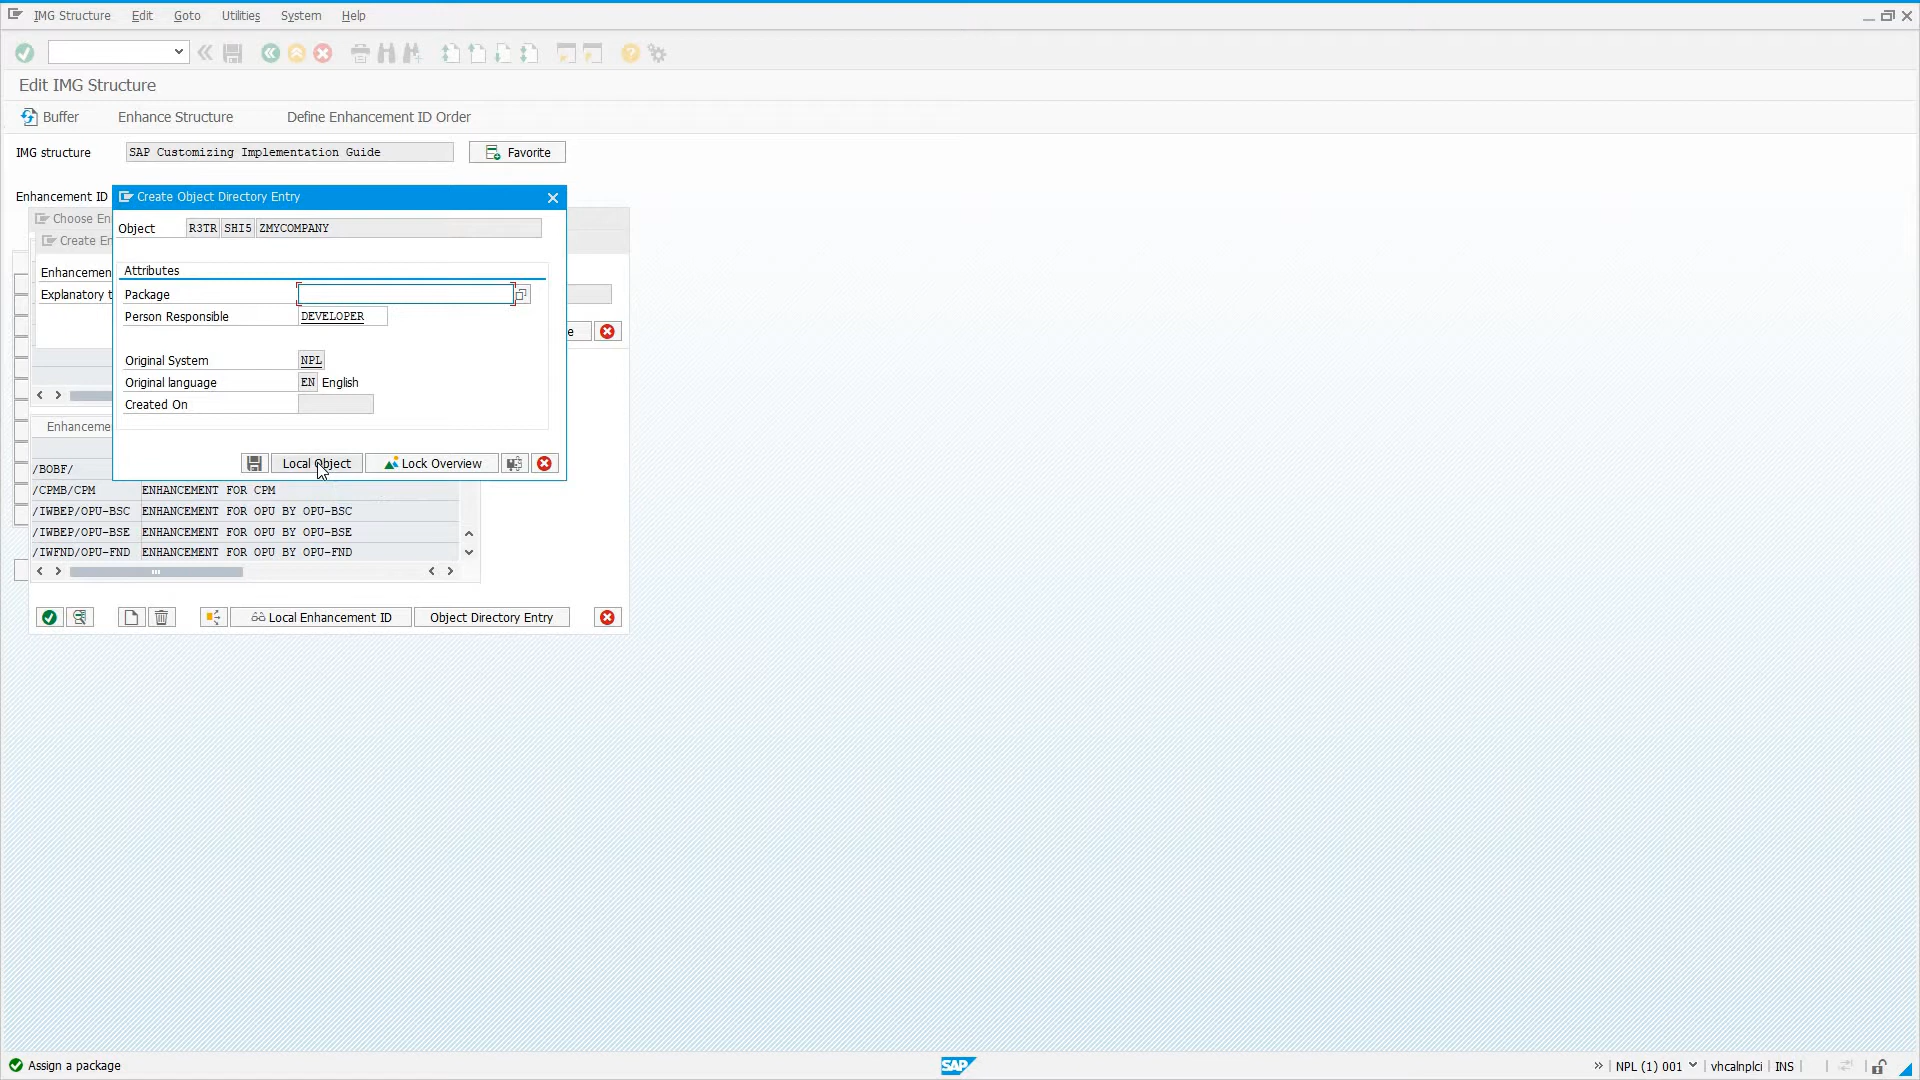 IMG Structure Edit Goto Utilities System Help
Edit IMG Structure
Buffer Enhance Structure Define Enhancement ID Order
IMG structure SAP Customizing Implementation Guide Favorite
Enhancement ID
Create Object Directory Entry
Choose En
Object R3TR SHI5 ZMYCOMPANY
Create En
Attributes
Enhancemen
Package
Explanatory t
Person Responsible DEVELOPER
e
Original System NPL
Original language EN English
Created On
Enhanceme
Local Object Lock Overview
/BOBF/
/CPMB/CPM ENHANCEMENT FOR CPM
/IWBEP/OPU-BSC ENHANCEMENT FOR OPU BY OPU-BSC
/IWBEP/OPU-BSE ENHANCEMENT FOR OPU BY OPU-BSE
/IWFND/OPU-FND ENHANCEMENT FOR OPU BY OPU-FND
Local Enhancement ID Object Directory Entry
Assign a package SAP NPL (1) 001 vhcalnplci INS